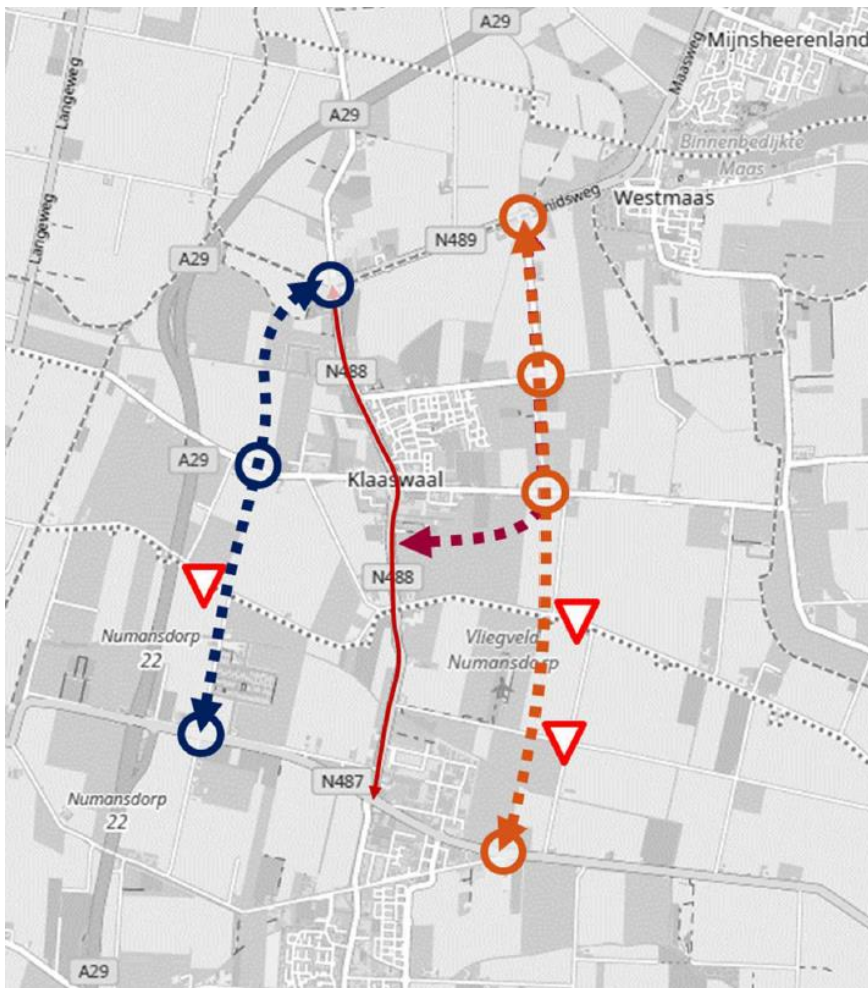 A29
Mijnsheerenland
Langeweg
Maasweg
A29
Binnenbedijkte
Maas
Westmaas
N489
Langeweg
A29
N488
A29
Klaaswaal
N488
Numansdorp
22
Vliegveld
Numansdorp
N487
Numansdorp
22
A29